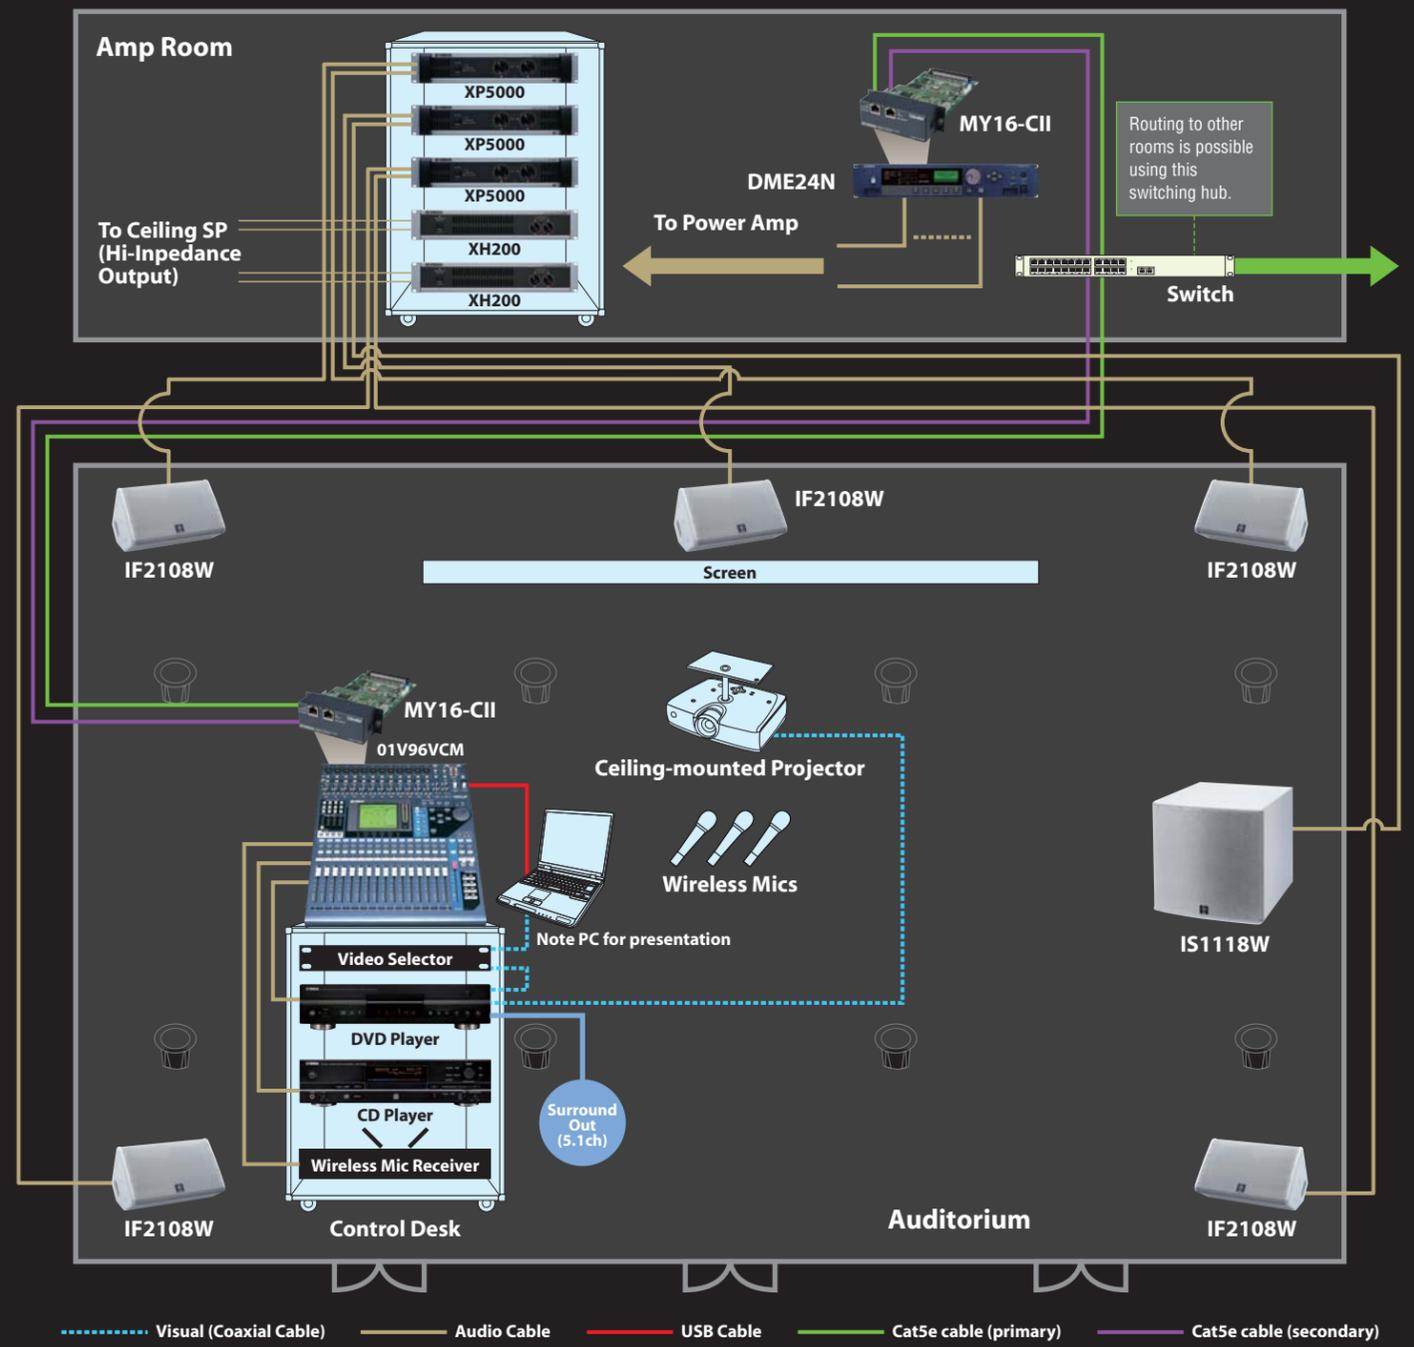 Amp Room
XP5000
XP5000
XP5000
XH200
XH200
To Ceiling SP
(Hi-Inpedance
Output)
MY16-CII
DME24N
To Power Amp
Routing to other
rooms is possible
using this
switching hub.
Switch
IF2108W
IF2108W
IF2108W
Screen
MY16-CII
01V96VCM
Ceiling-mounted Projector
Wireless Mics
Note PC for presentation
IS1118W
Video Selector
DVD Player
CD Player
Wireless Mic Receiver
Surround
Out
(5.1ch)
IF2108W
Control Desk
Auditorium
IF2108W
Visual (Coaxial Cable)
Audio Cable
USB Cable
Cat5e cable (primary)
Cat5e cable (secondary)